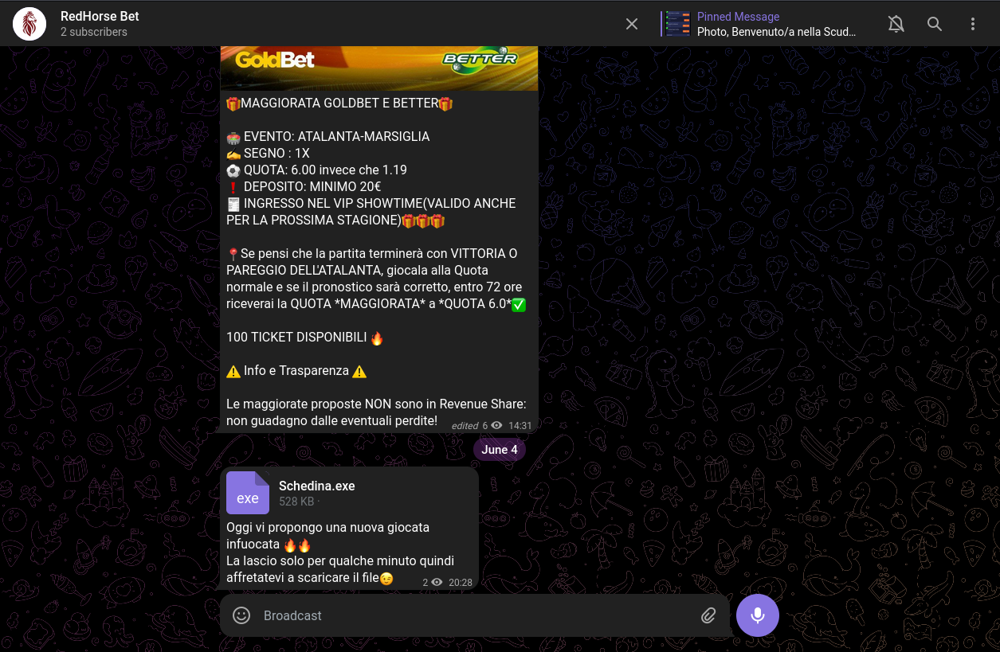 RedHorse Bet
2 subscribers
Pinned Message
Photo, Benvenuto/a nella Scud...
GoldBet
BETTER
🎁MAGGIORATA GOLDBET E BETTER🎁
🏟 EVENTO: ATALANTA-MARSIGLIA
✍ SEGNO : 1X
⚽ QUOTA: 6.00 invece che 1.19
❗ DEPOSITO: MINIMO 20€
🧾 INGRESSO NEL VIP SHOWTIME(VALIDO ANCHE
PER LA PROSSIMA STAGIONE)🎁🎁🎁
📍Se pensi che la partita terminerà con VITTORIA O
PAREGGIO DELL'ATALANTA, giocala alla Quota
normale e se il pronostico sarà corretto, entro 72 ore
riceverai la QUOTA *MAGGIORATA* a *QUOTA 6.0*✅
100 TICKET DISPONIBILI 🔥
⚠️ Info e Trasparenza ⚠️
Le maggiorate proposte NON sono in Revenue Share:
non guadagno dalle eventuali perdite!
edited 6 14:31
June 4
exe
Schedina.exe
528 KB ·
Oggi vi propongo una nuova giocata
infuocata 🔥🔥
La lascio solo per qualche minuto quindi
affretatevi a scaricare il file😉
2 20:28
Broadcast